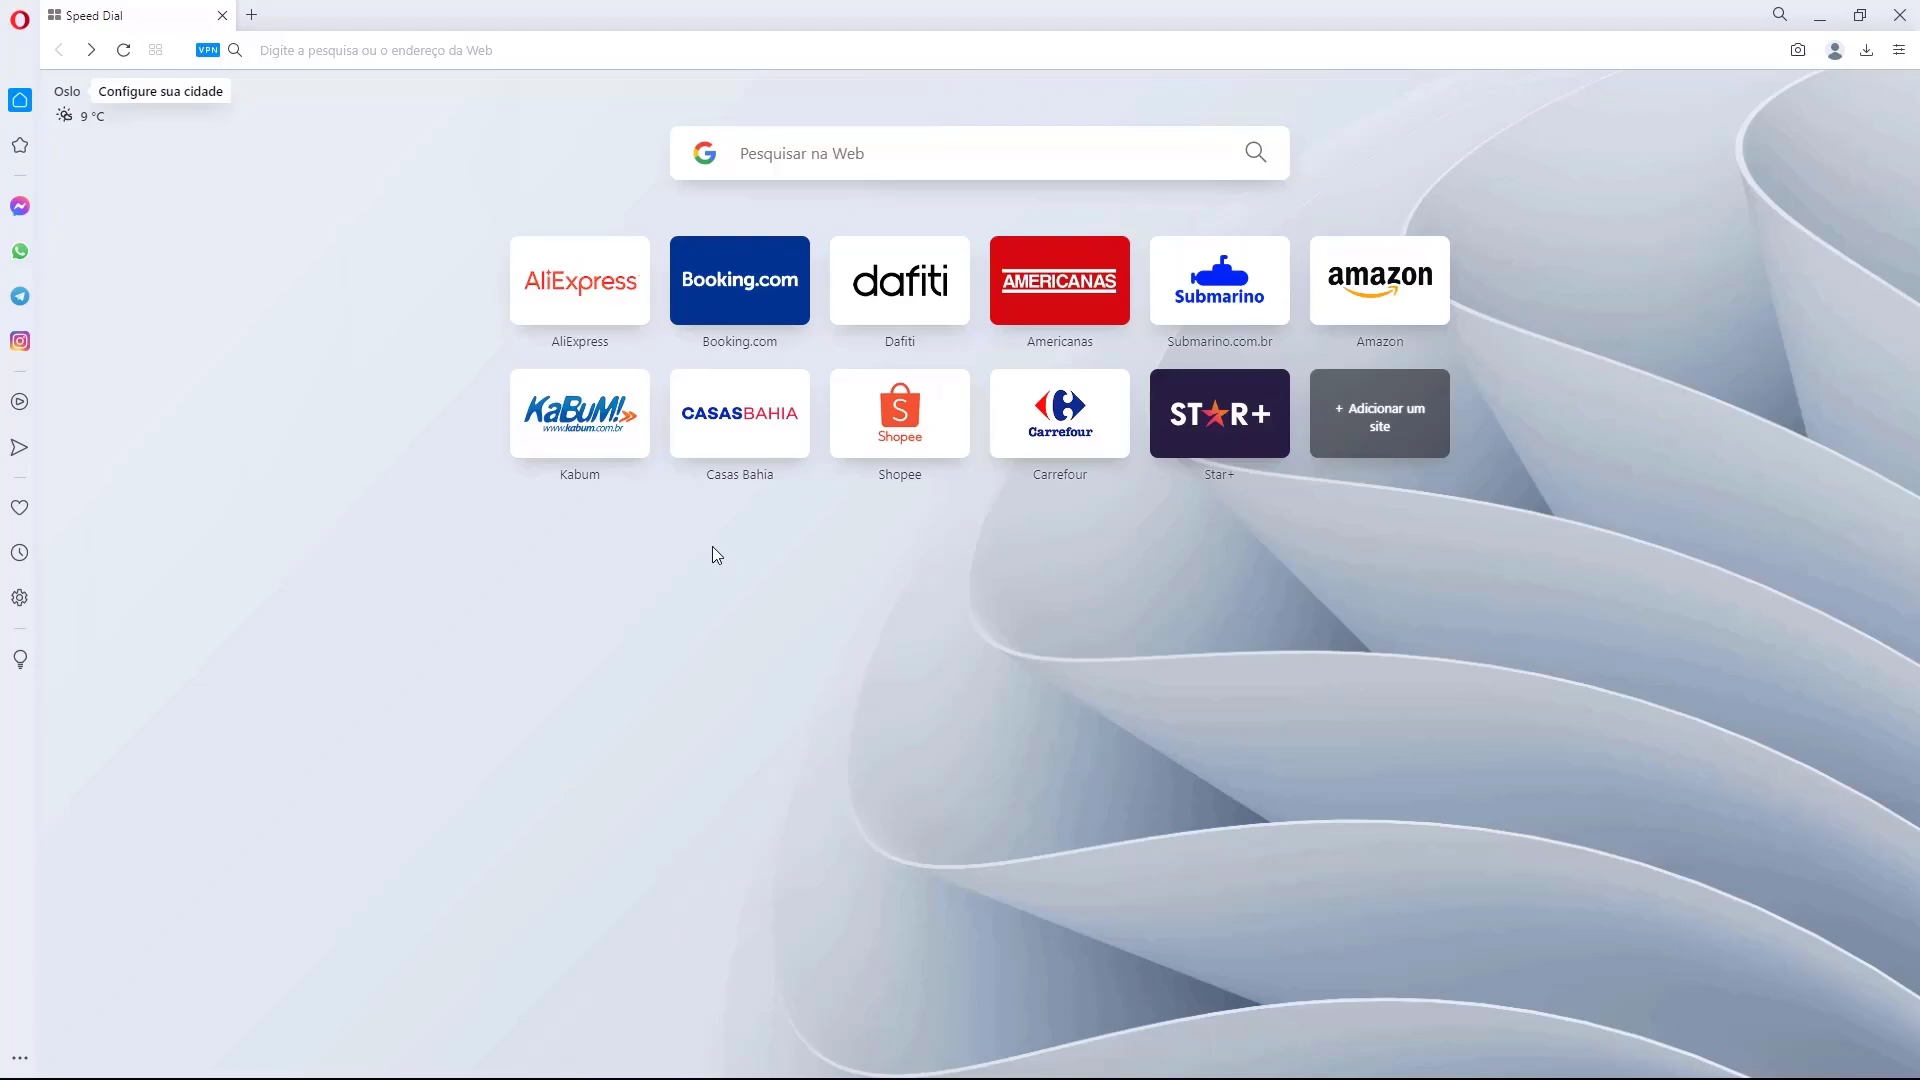 Speed Dial
VPN
Digite a pesquisa ou o endereço da Web
Oslo
Configure sua cidade
9 °C
Pesquisar na Web
AliExpress
Booking.com
dafiti
AMERICANAS
Submarino
amazon
AliExpress
Booking.com
Dafiti
Americanas
Submarino.com.br
Amazon
KaBuM!
www.kabum.com.br
CASASBAHIA
S
Shopee
Carrefour
ST★R+
+ Adicionar um
site
Kabum
Casas Bahia
Shopee
Carrefour
Star+